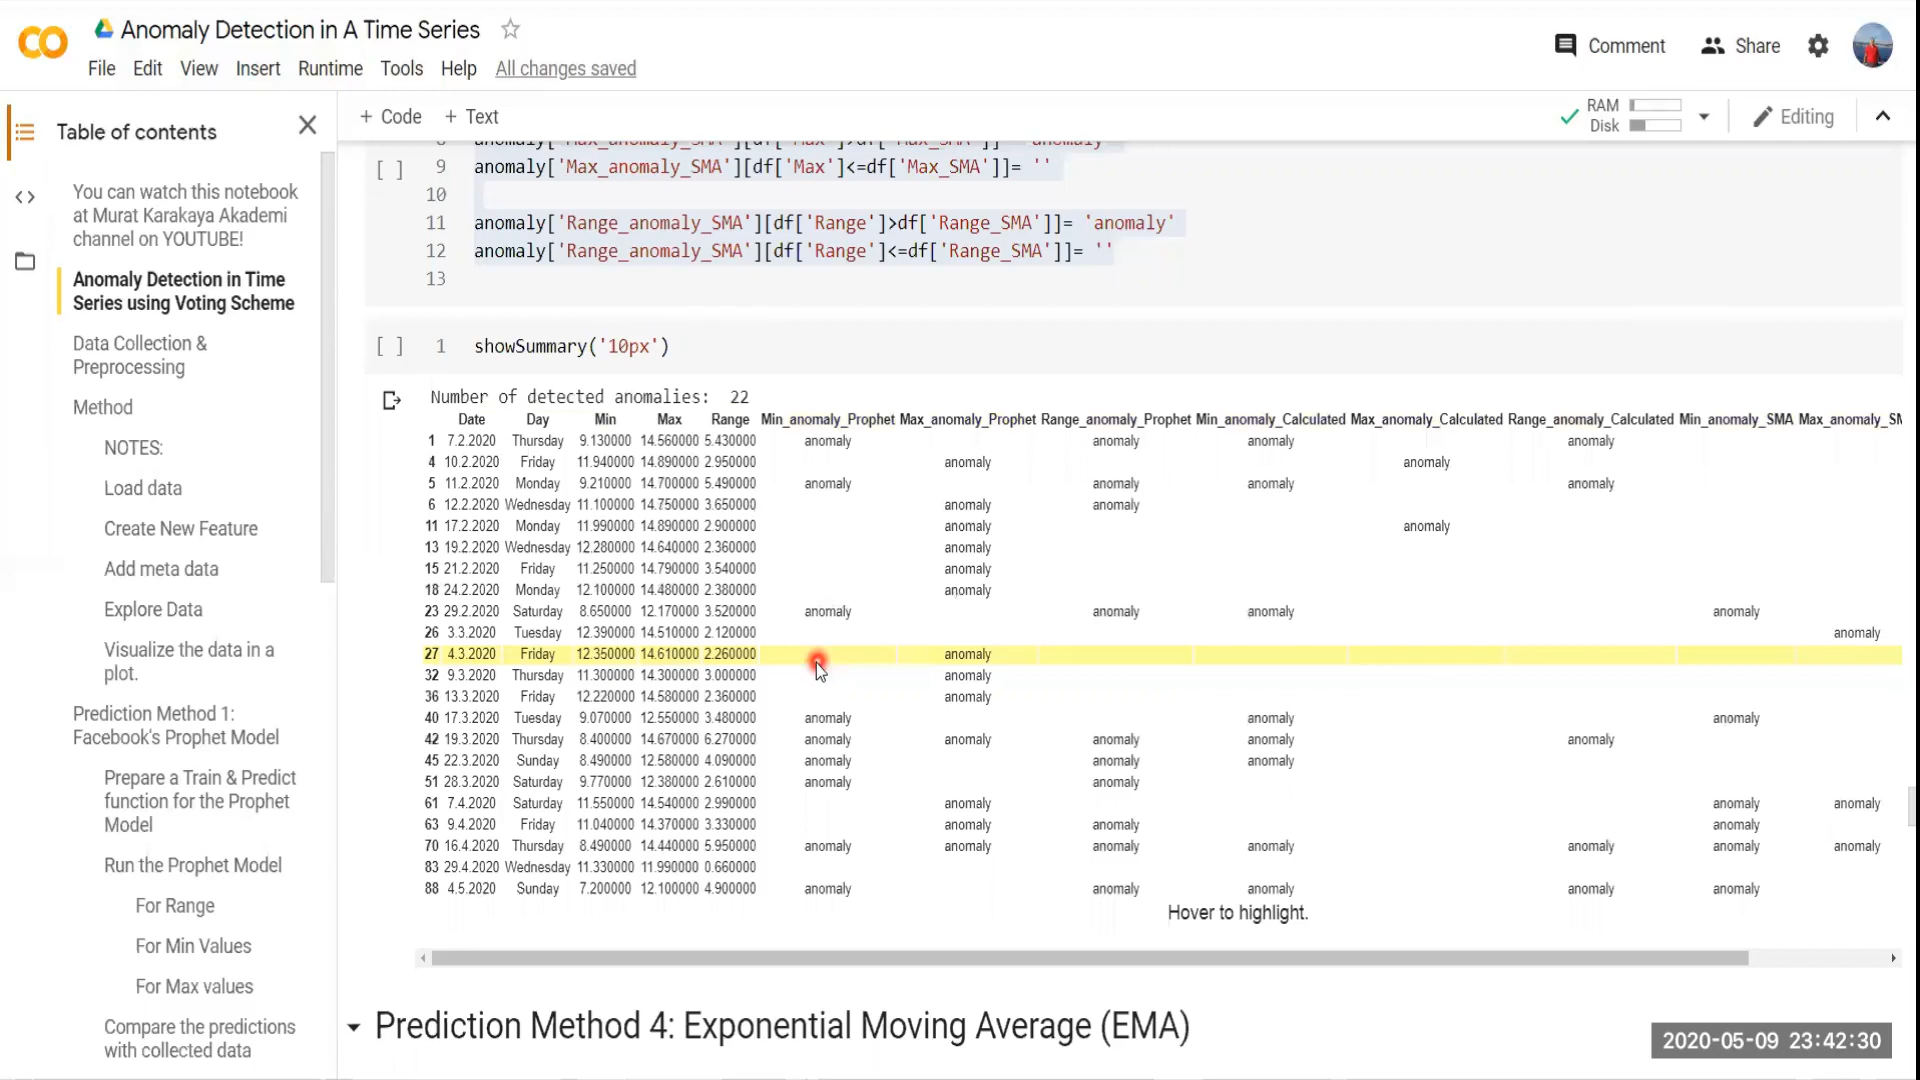 Anomaly Detection in A Time Series
File Edit View Insert Runtime Tools Help All changes saved
Comment Share
Table of contents
You can watch this notebook
at Murat Karakaya Akademi
channel on YOUTUBE!
Anomaly Detection in Time
Series using Voting Scheme
Data Collection &
Preprocessing
Method
NOTES:
Load data
Create New Feature
Add meta data
Explore Data
Visualize the data in a
plot.
Prediction Method 1:
Facebook's Prophet Model
Prepare a Train & Predict
function for the Prophet
Model
Run the Prophet Model
For Range
For Min Values
For Max values
Compare the predictions
with collected data
+ Code + Text
RAM
Disk
Editing
8 anomaly['Max_anomaly_SMA'][df['Max']>df['Max_SMA']]= 'anomaly'
[ ] 9 anomaly['Max_anomaly_SMA'][df['Max']<=df['Max_SMA']]= ''
10
11 anomaly['Range_anomaly_SMA'][df['Range']>df['Range_SMA']]= 'anomaly'
12 anomaly['Range_anomaly_SMA'][df['Range']<=df['Range_SMA']]= ''
13
[ ] 1 showSummary('10px')
Number of detected anomalies: 22
Date Day Min Max Range Min_anomaly_Prophet Max_anomaly_Prophet Range_anomaly_Prophet Min_anomaly_Calculated Max_anomaly_Calculated Range_anomaly_Calculated Min_anomaly_SMA Max_anomaly_SM
1 7.2.2020 Thursday 9.130000 14.560000 5.430000 anomaly anomaly anomaly anomaly
4 10.2.2020 Friday 11.940000 14.890000 2.950000 anomaly anomaly
5 11.2.2020 Monday 9.210000 14.700000 5.490000 anomaly anomaly anomaly anomaly
6 12.2.2020 Wednesday 11.100000 14.750000 3.650000 anomaly anomaly
11 17.2.2020 Monday 11.990000 14.890000 2.900000 anomaly anomaly
13 19.2.2020 Wednesday 12.280000 14.640000 2.360000 anomaly
15 21.2.2020 Friday 11.250000 14.790000 3.540000 anomaly
18 24.2.2020 Monday 12.100000 14.480000 2.380000 anomaly
23 29.2.2020 Saturday 8.650000 12.170000 3.520000 anomaly anomaly anomaly anomaly
26 3.3.2020 Tuesday 12.390000 14.510000 2.120000 anomaly
27 4.3.2020 Friday 12.350000 14.610000 2.260000 anomaly
32 9.3.2020 Thursday 11.300000 14.300000 3.000000 anomaly
36 13.3.2020 Friday 12.220000 14.580000 2.360000 anomaly
40 17.3.2020 Tuesday 9.070000 12.550000 3.480000 anomaly anomaly anomaly
42 19.3.2020 Thursday 8.400000 14.670000 6.270000 anomaly anomaly anomaly anomaly anomaly
45 22.3.2020 Sunday 8.490000 12.580000 4.090000 anomaly anomaly anomaly
51 28.3.2020 Saturday 9.770000 12.380000 2.610000 anomaly anomaly
61 7.4.2020 Saturday 11.550000 14.540000 2.990000 anomaly anomaly anomaly
63 9.4.2020 Friday 11.040000 14.370000 3.330000 anomaly anomaly anomaly
70 16.4.2020 Thursday 8.490000 14.440000 5.950000 anomaly anomaly anomaly anomaly anomaly anomaly anomaly
83 29.4.2020 Wednesday 11.330000 11.990000 0.660000
88 4.5.2020 Sunday 7.200000 12.100000 4.900000 anomaly anomaly anomaly anomaly anomaly
Hover to highlight.
Prediction Method 4: Exponential Moving Average (EMA)
2020-05-09 23:42:30